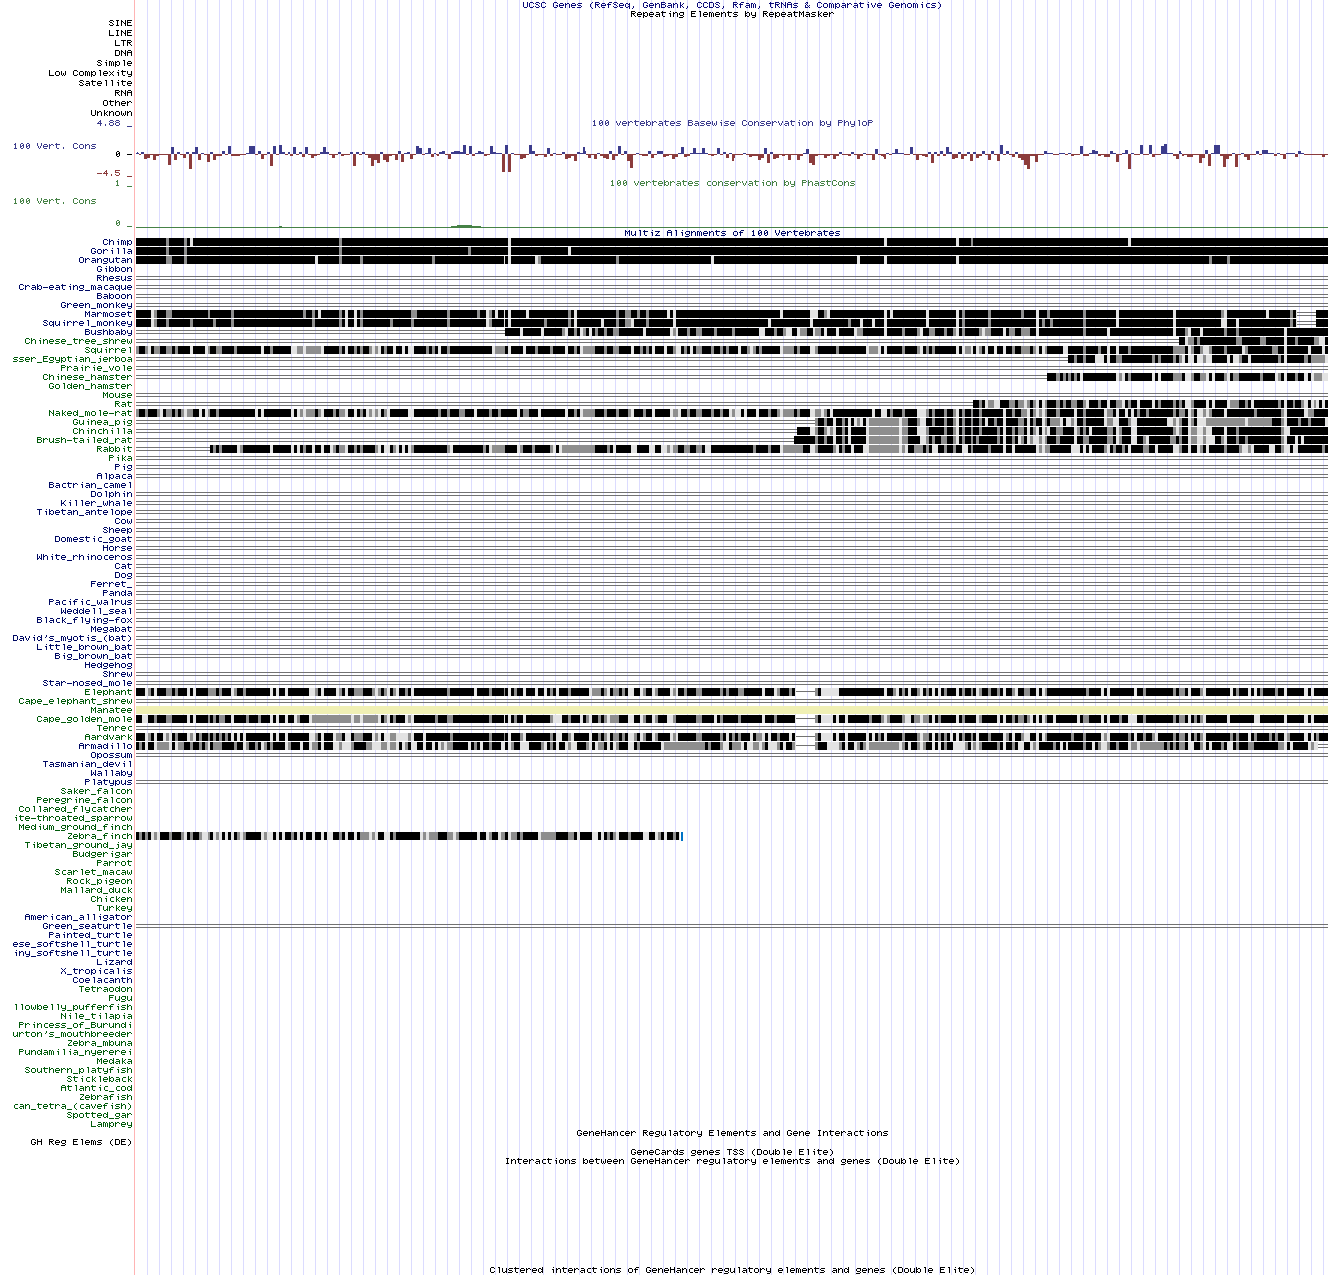 UCSC Genes (RefSeq, GenBank, CCDS, Rfam, tRNAs & Comparative Genomics)
Repeating Elements by RepeatMasker
SINE
LINE
LTR
DNA
Simple
Low Complexity
Satellite
RNA
Other
Unknown
100 vertebrates Basewise Conservation by PhyloP
4.88 _
100 Vert. Cons
0 _
-4.5 _
100 vertebrates conservation by PhastCons
1 _
100 Vert. Cons
0 _
Multiz Alignments of 100 Vertebrates
Chimp
Gorilla
Orangutan
Gibbon
Rhesus
Crab-eating_macaque
Baboon
Green_monkey
Marmoset
Squirrel_monkey
Bushbaby
Chinese_tree_shrew
Squirrel
sser_Egyptian_jerboa
Prairie_vole
Chinese_hamster
Golden_hamster
Mouse
Rat
Naked_mole-rat
Guinea_pig
Chinchilla
Brush-tailed_rat
Rabbit
Pika
Pig
Alpaca
Bactrian_camel
Dolphin
Killer_whale
Tibetan_antelope
Cow
Sheep
Domestic_goat
Horse
White_rhinoceros
Cat
Dog
Ferret_
Panda
Pacific_walrus
Weddell_seal
Black_flying-fox
Megabat
David's_myotis_(bat)
Little_brown_bat
Big_brown_bat
Hedgehog
Shrew
Star-nosed_mole
Elephant
Cape_elephant_shrew
Manatee
Cape_golden_mole
Tenrec
Aardvark
Armadillo
Opossum
Tasmanian_devil
Wallaby
Platypus
Saker_falcon
Peregrine_falcon
Collared_flycatcher
ite-throated_sparrow
Medium_ground_finch
Zebra_finch
Tibetan_ground_jay
Budgerigar
Parrot
Scarlet_macaw
Rock_pigeon
Mallard_duck
Chicken
Turkey
American_alligator
Green_seaturtle
Painted_turtle
ese_softshell_turtle
iny_softshell_turtle
Lizard
X_tropicalis
Coelacanth
Tetraodon
Fugu
llowbelly_pufferfish
Nile_tilapia
Princess_of_Burundi
urton's_mouthbreeder
Zebra_mbuna
Pundamilia_nyererei
Medaka
Southern_platyfish
Stickleback
Atlantic_cod
Zebrafish
can_tetra_(cavefish)
Spotted_gar
Lamprey
GeneHancer Regulatory Elements and Gene Interactions
GH Reg Elems (DE)
GeneCards genes TSS (Double Elite)
Interactions between GeneHancer regulatory elements and genes (Double Elite)
Clustered interactions of GeneHancer regulatory elements and genes (Double Elite)